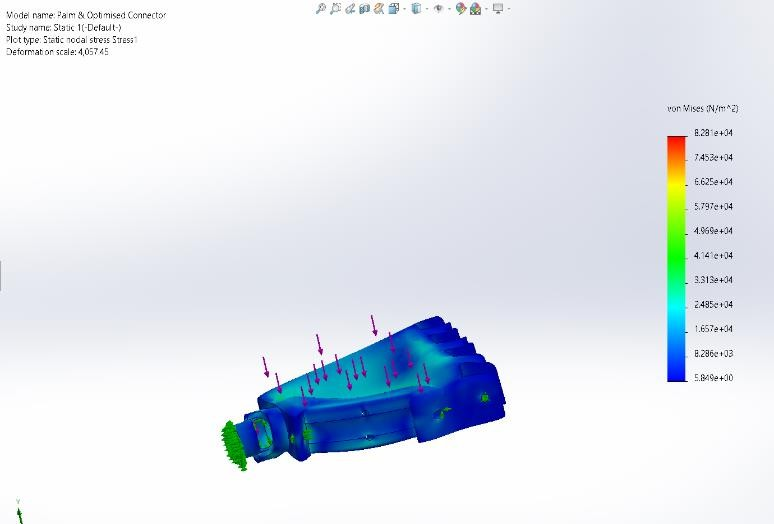 Model name: Palm & Optimised Connector
Study name: Static 1(-Default-)
Plot type: Static nodal stress Stress1
Deformation scale: 4,057.45
von Mises (N/m^2)
8.281e+04
7.453e+04
6.625e+04
5.797e+04
4.969e+04
4.141e+04
3.313e+04
2.485e+04
1.657e+04
8.286e+03
5.849e+00
Y